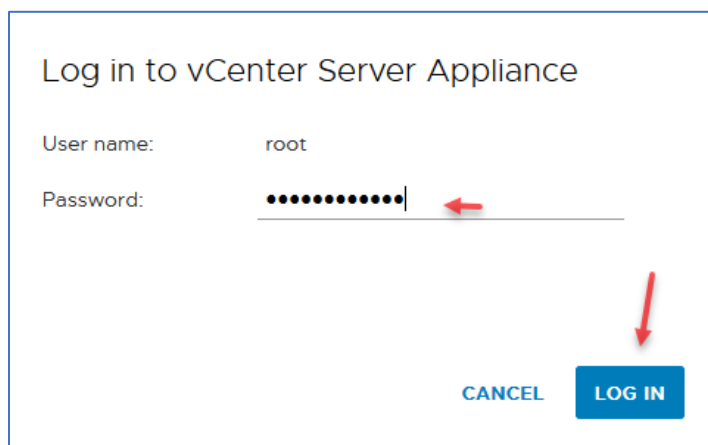 Log in to vCenter Server Appliance
User name: root
Password: ••••••••••••
CANCEL LOG IN